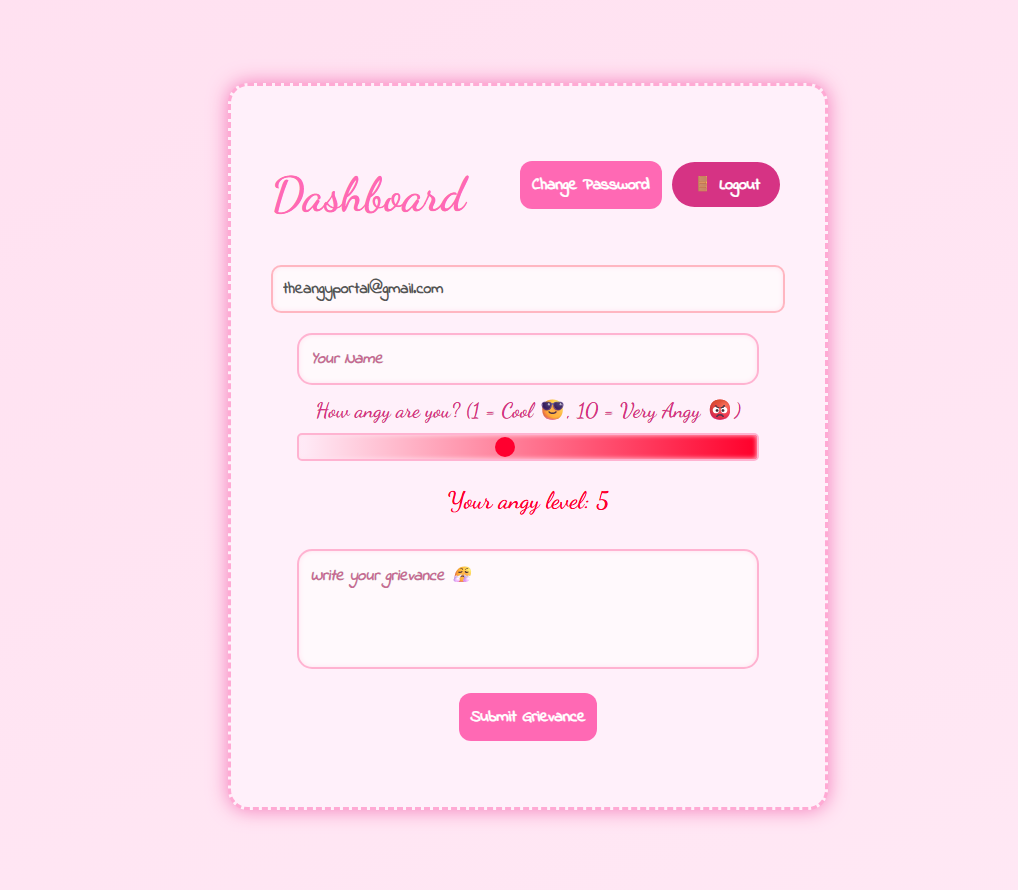 Dashboard
Change Password
🚪 Logout
theangyportal@gmail.com
Your Name
How angy are you? (1 = Cool 😎, 10 = Very Angy 😡)
Your angy level: 5
Write your grievance 😤
Submit Grievance